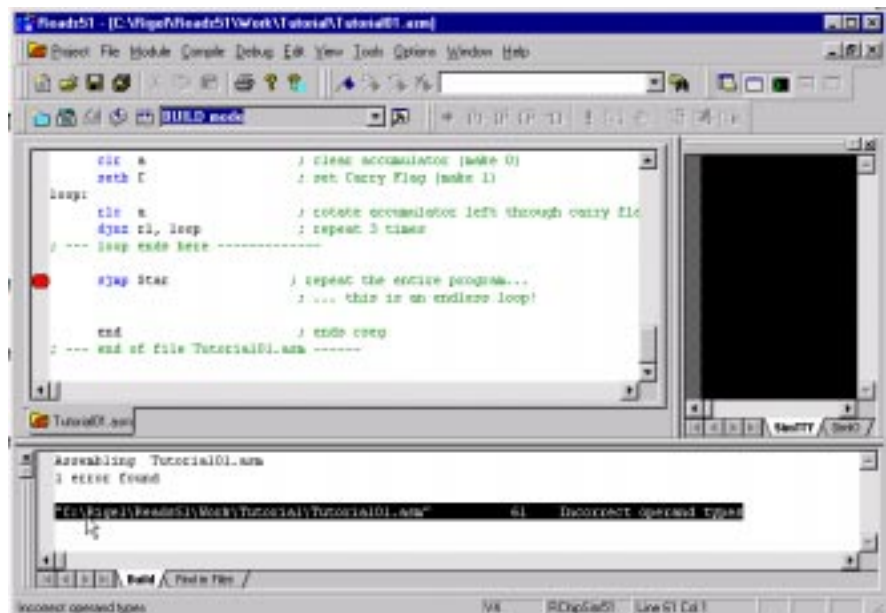 Reads51 - [C:\Rigel\Reads51\Work\Tutorial\Tutorial01.asm]
Project File Module Compile Debug Edit View Tools Options Window Help
BUILD mode
clr a ; clear accumulator (make 0)
setb C ; set Carry Flag (make 1)
loop:
rlc a ; rotate accumulator left through carry fla
djnz r1, loop ; repeat 3 times
; --- loop ends here -------------
sjmp Star ; repeat the entire program...
; ... this is an endless loop!
end ; ends cseg
; --- end of file Tutorial01.asm ------
Tutorial01.asm
SimTTY
Assembling Tutorial01.asm
1 error found
"C:\Rigel\Reads51\Work\Tutorial\Tutorial01.asm" 61 Incorrect operand types
Build Find in Files
Incorrect operand types V4 RChpSim51 Line 61 Col 1